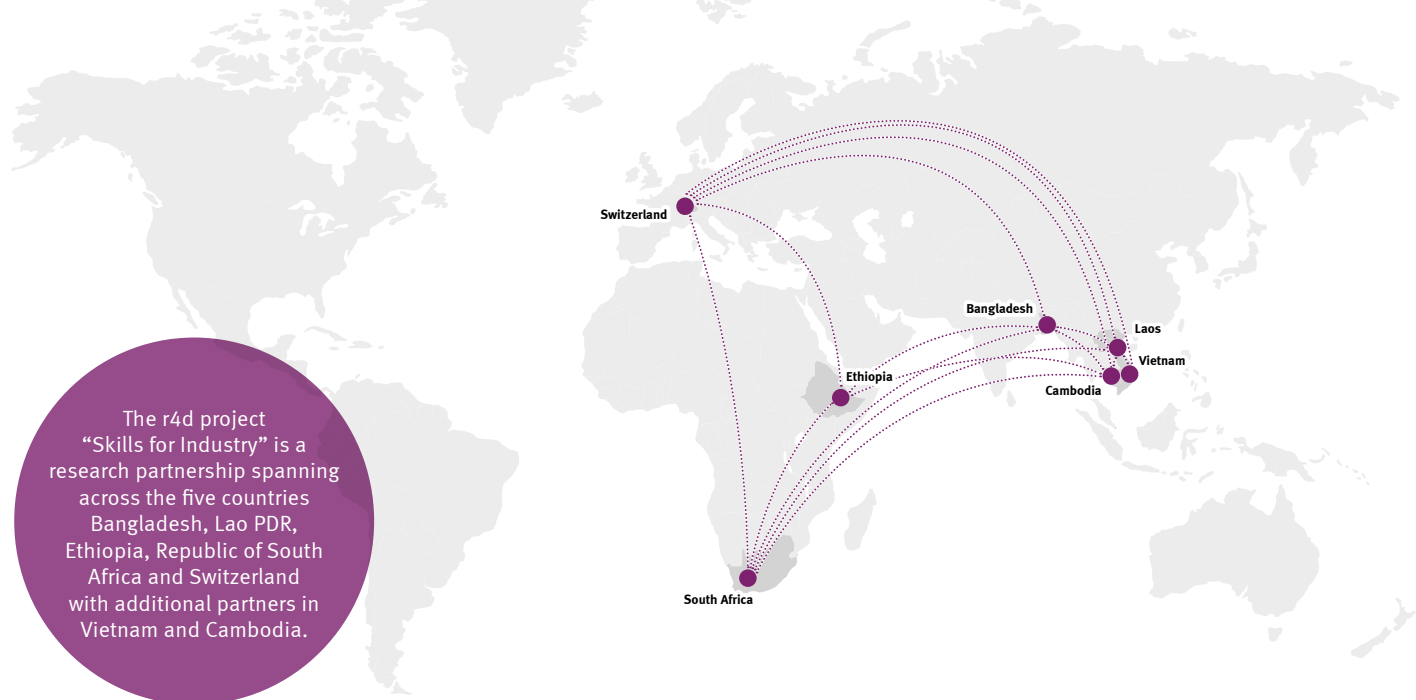 Switzerland
Bangladesh
Laos
Vietnam
Ethiopia
Cambodia
The r4d project
“Skills for Industry” is a
research partnership spanning
across the five countries
Bangladesh, Lao PDR,
Ethiopia, Republic of South
Africa and Switzerland
with additional partners in
Vietnam and Cambodia.
South Africa